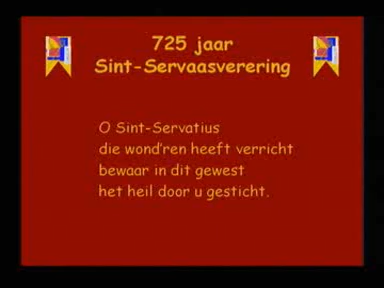 725 jaar
Sint-Servaasverering
O Sint-Servatius
die wond'ren heeft verricht
bewaar in dit gewest
het heil door u gesticht.